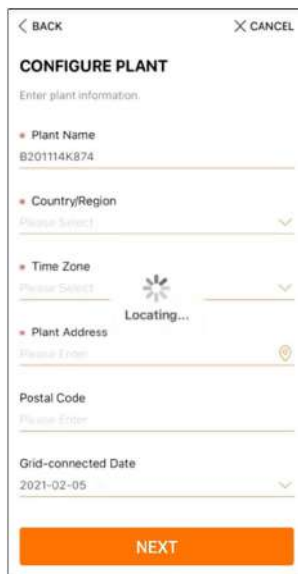 BACK
CANCEL
CONFIGURE PLANT
Enter plant information.
Plant Name
B201114K874
Country/Region
Please Select
Time Zone
Please Select
Locating...
Plant Address
Please Enter
Postal Code
Please Enter
Grid-connected Date
2021-02-05
NEXT